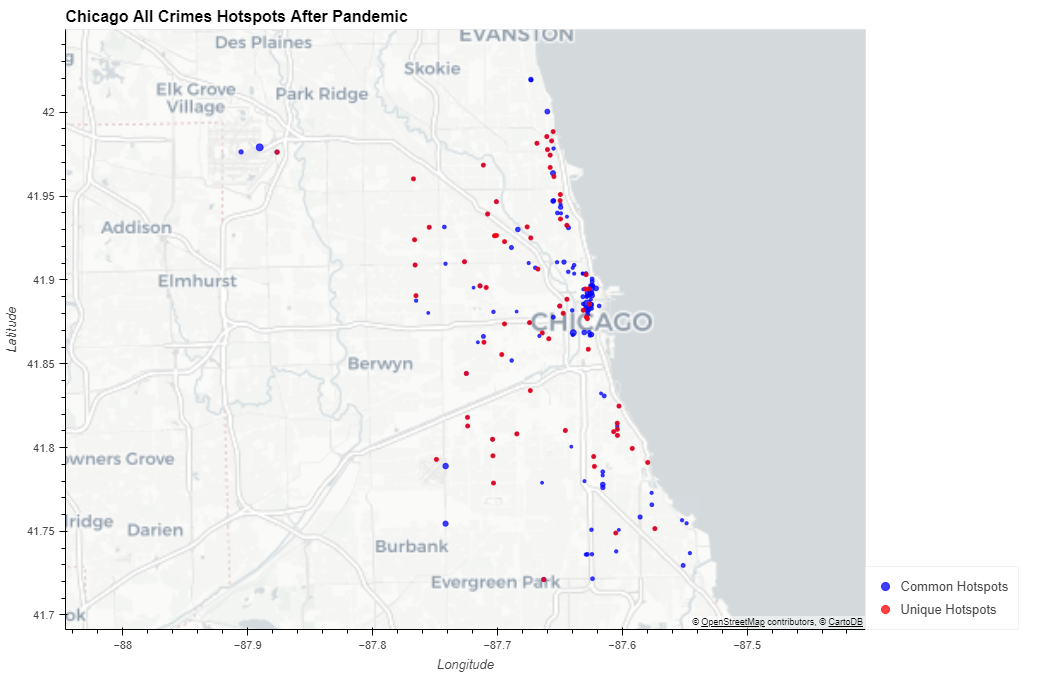 Chicago All Crimes Hotspots After Pandemic
EVANSTON
Des Plaines
Skokie
Elk Grove
Village
Park Ridge
42
41.95
Addison
41.9
Elmhurst
Latitude
CHICAGO
41.85
Berwyn
41.8
wners Grove
ridge
Darien
41.75
Burbank
Evergreen Park
ok
41.7
Common Hotspots
Unique Hotspots
© OpenStreetMap contributors, © CartoDB
−88
−87.9
−87.8
−87.7
−87.6
−87.5
Longitude